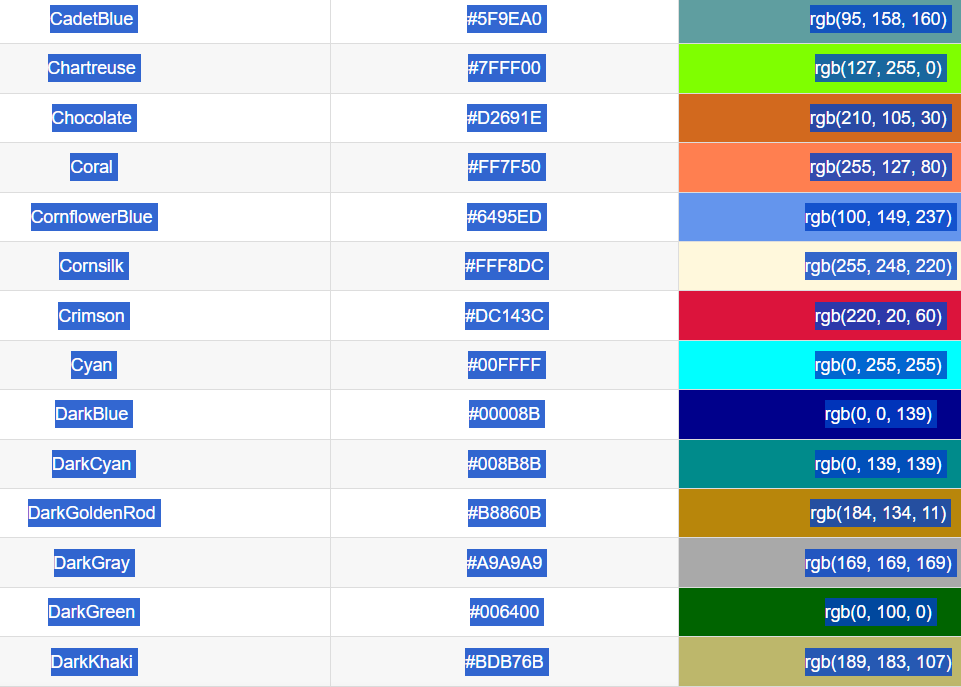 CadetBlue #5F9EA0 rgb(95, 158, 160)
Chartreuse #7FFF00 rgb(127, 255, 0)
Chocolate #D2691E rgb(210, 105, 30)
Coral #FF7F50 rgb(255, 127, 80)
CornflowerBlue #6495ED rgb(100, 149, 237)
Cornsilk #FFF8DC rgb(255, 248, 220)
Crimson #DC143C rgb(220, 20, 60)
Cyan #00FFFF rgb(0, 255, 255)
DarkBlue #00008B rgb(0, 0, 139)
DarkCyan #008B8B rgb(0, 139, 139)
DarkGoldenRod #B8860B rgb(184, 134, 11)
DarkGray #A9A9A9 rgb(169, 169, 169)
DarkGreen #006400 rgb(0, 100, 0)
DarkKhaki #BDB76B rgb(189, 183, 107)